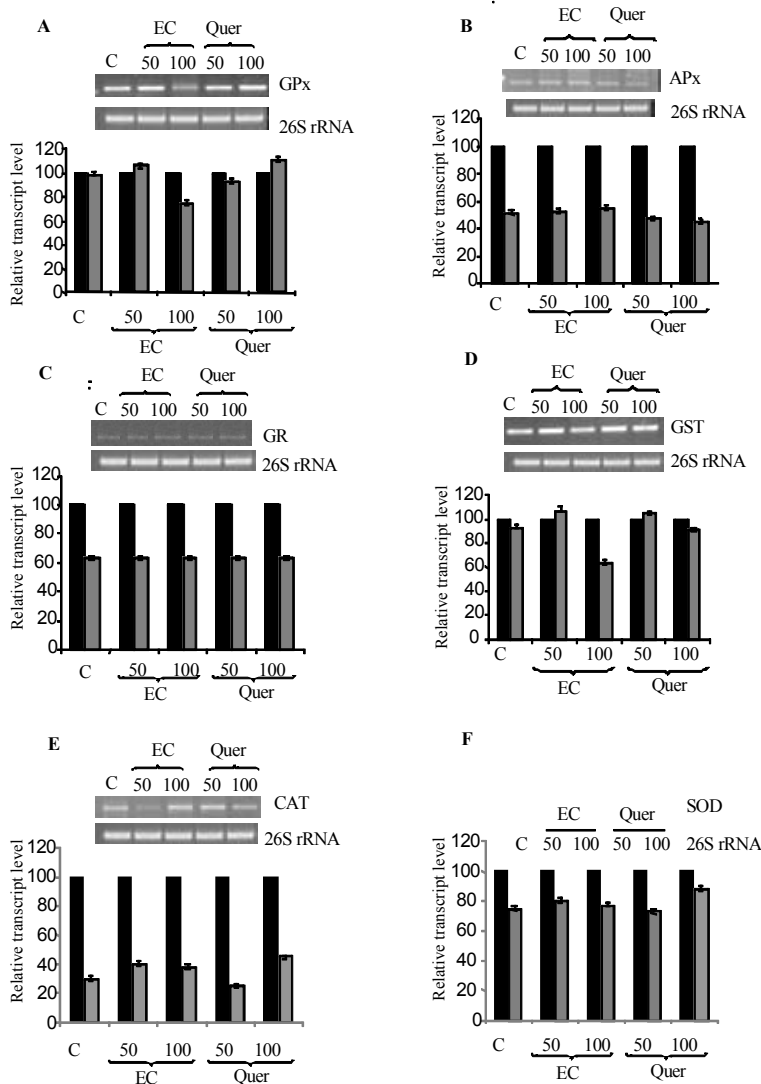 A
EC Quer
C 50 100 50 100
GPx
26S rRNA
Relative transcript level
120
100
80
60
40
20
0
C 50 100 50 100
EC Quer
B
EC Quer
C 50 100 50 100
APx
26S rRNA
Relative transcript level
120
100
80
60
40
20
0
C 50 100 50 100
EC Quer
C
EC Quer
C 50 100 50 100
GR
26S rRNA
Relative transcript level
120
100
80
60
40
20
0
C 50 100 50 100
EC Quer
D
EC Quer
C 50 100 50 100
GST
26S rRNA
Relative transcript level
120
100
80
60
40
20
0
C 50 100 50 100
EC Quer
E
EC Quer
C 50 100 50 100
CAT
26S rRNA
Relative transcript level
120
100
80
60
40
20
0
C 50 100 50 100
EC Quer
F
EC Quer SOD
C 50 100 50 100 26S rRNA
Relative transcript level
120
100
80
60
40
20
0
C 50 100 50 100
EC Quer